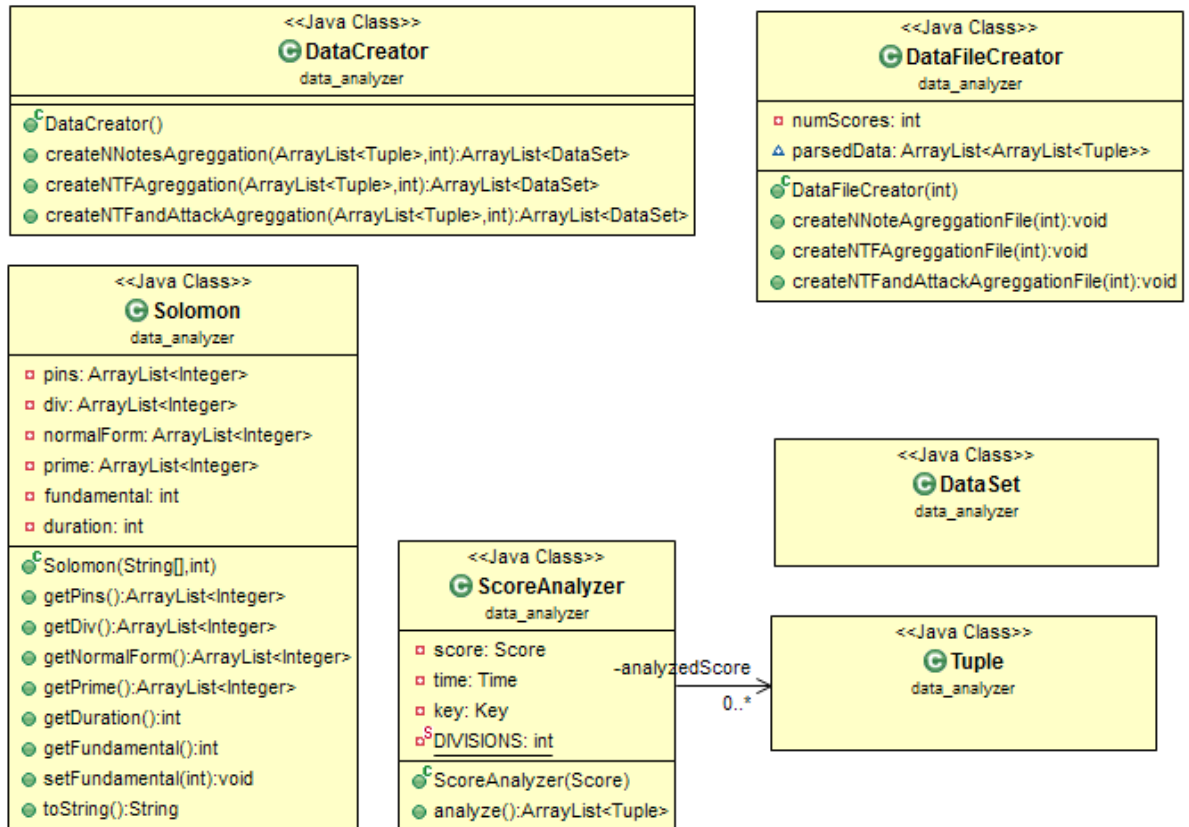 <<Java Class>>
DataCreator
data_analyzer
DataCreator()
createNNotesAgreggation(ArrayList<Tuple>,int):ArrayList<DataSet>
createNTFAgreggation(ArrayList<Tuple>,int):ArrayList<DataSet>
createNTFandAttackAgreggation(ArrayList<Tuple>,int):ArrayList<DataSet>
<<Java Class>>
DataFileCreator
data_analyzer
numScores: int
parsedData: ArrayList<ArrayList<Tuple>>
DataFileCreator(int)
createNNoteAgreggationFile(int):void
createNTFAgreggationFile(int):void
createNTFandAttackAgreggationFile(int):void
<<Java Class>>
Solomon
data_analyzer
pins: ArrayList<Integer>
div: ArrayList<Integer>
normalForm: ArrayList<Integer>
prime: ArrayList<Integer>
fundamental: int
duration: int
Solomon(String[],int)
getPins():ArrayList<Integer>
getDiv():ArrayList<Integer>
getNormalForm():ArrayList<Integer>
getPrime():ArrayList<Integer>
getDuration():int
getFundamental():int
setFundamental(int):void
toString():String
<<Java Class>>
ScoreAnalyzer
data_analyzer
score: Score
time: Time
key: Key
DIVISIONS: int
ScoreAnalyzer(Score)
analyze():ArrayList<Tuple>
-analyzedScore
0..*
<<Java Class>>
DataSet
data_analyzer
<<Java Class>>
Tuple
data_analyzer